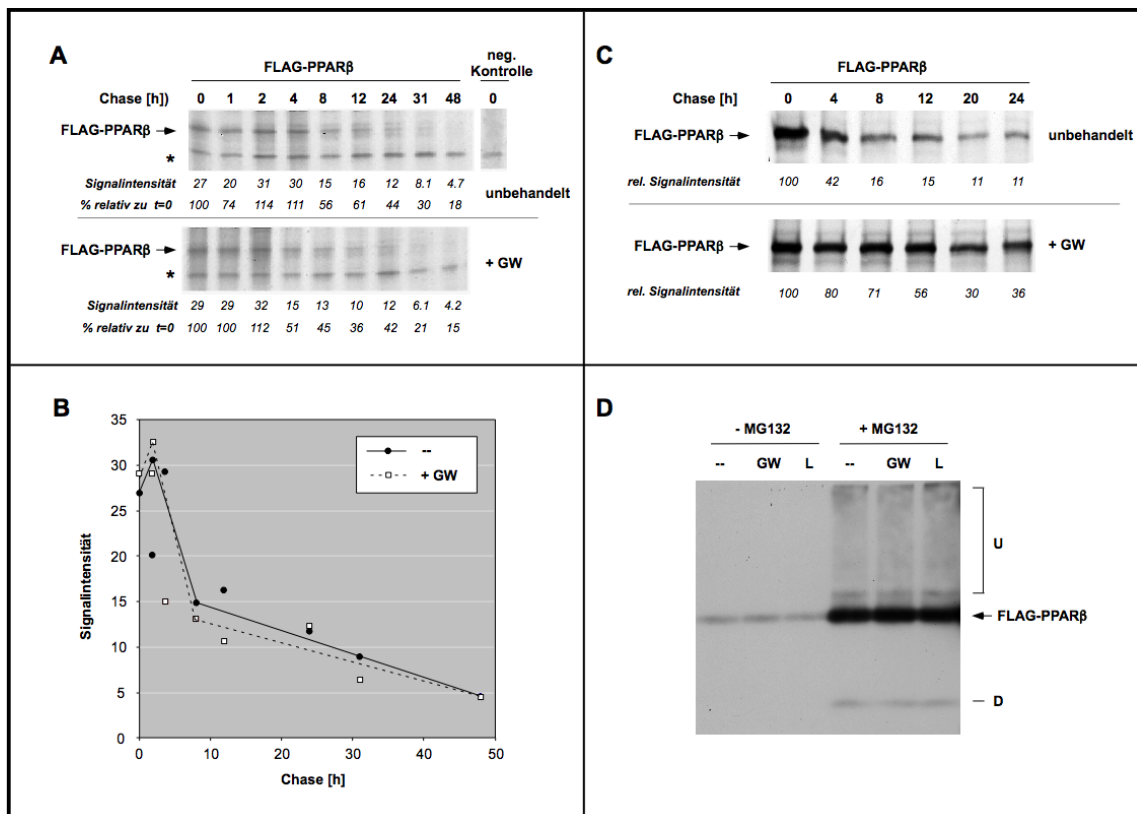 A
neg.
Kontrolle
FLAG-PPARβ
Chase [h]) 0 1 2 4 8 12 24 31 48 0
FLAG-PPARβ
*
unbehandelt
Signalintensität 27 20 31 30 15 16 12 8.1 4.7
% relativ zu t=0 100 74 114 111 56 61 44 30 18
FLAG-PPARβ
+ GW
*
Signalintensität 29 29 32 15 13 10 12 6.1 4.2
% relativ zu t=0 100 100 112 51 45 36 42 21 15
C
FLAG-PPARβ
Chase [h] 0 4 8 12 20 24
FLAG-PPARβ unbehandelt
rel. Signalintensität 100 42 16 15 11 11
FLAG-PPARβ + GW
rel. Signalintensität 100 80 71 56 30 36
B
35
30
25
20
15
10
5
0
Signalintensität
--
+ GW
0 10 20 30 40 50
Chase [h]
D
- MG132 + MG132
-- GW L -- GW L
U
FLAG-PPARβ
D